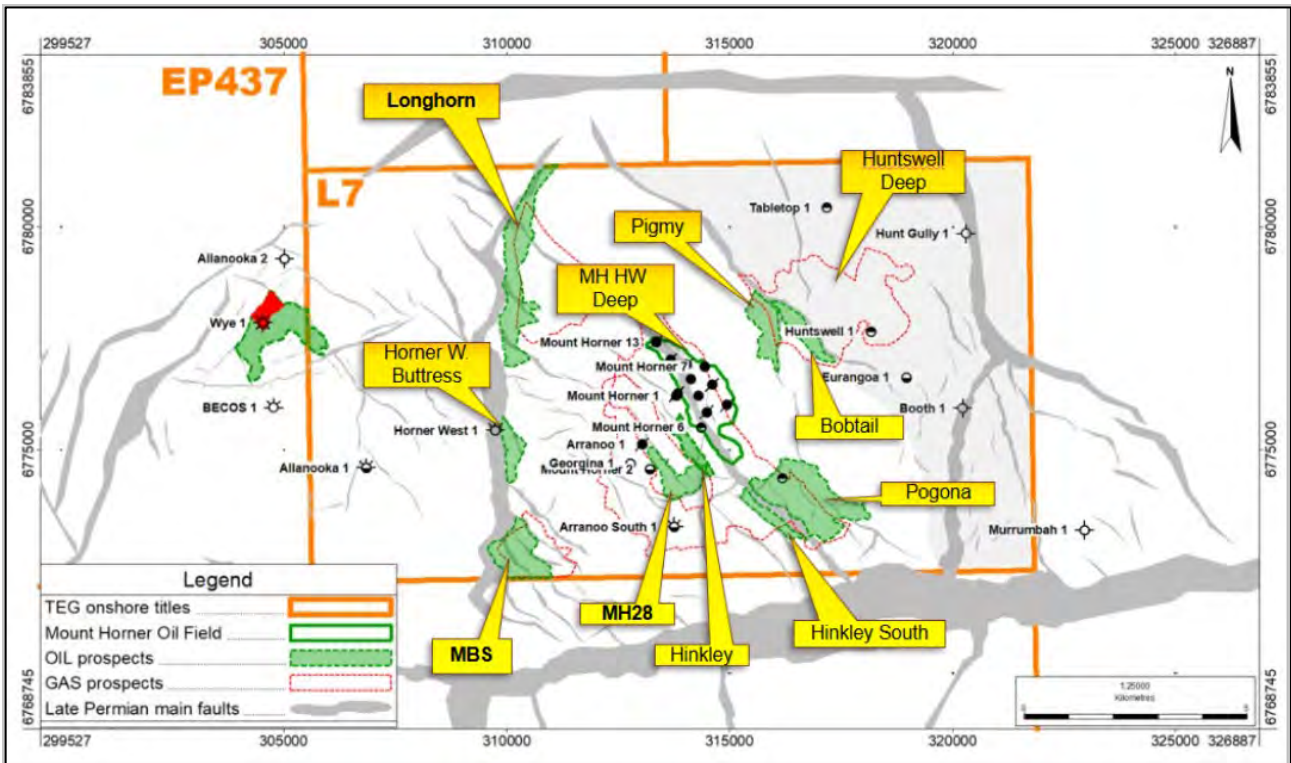 299527 305000 310000 315000 320000 325000 326887
6783855
6783855
EP437
Longhorn
N
Huntswell
Deep
L7
Tabletop 1
6780000
6780000
Pigmy
Hunt Gully 1
Allanooka 2
MH HW
Deep
Wye 1
Huntswell 1
Mount Horner 13
Horner W.
Buttress
Mount Horner 7
Eurangoa 1
BECOS 1
Mount Horner 1
Booth 1
Horner West 1
Mount Horner 6
Bobtail
6775000
6775000
Arranoo 1
Allanooka 1
Georgina 1
Mount Horner 2
Pogona
Arranoo South 1
Murrumbah 1
Legend
TEG onshore titles
Mount Horner Oil Field
OIL prospects
GAS prospects
Late Permian main faults
MH28
MBS
Hinkley
Hinkley South
1:25000
Kilometres
0
6768745
6768745
299527 305000 310000 315000 320000 325000 326887